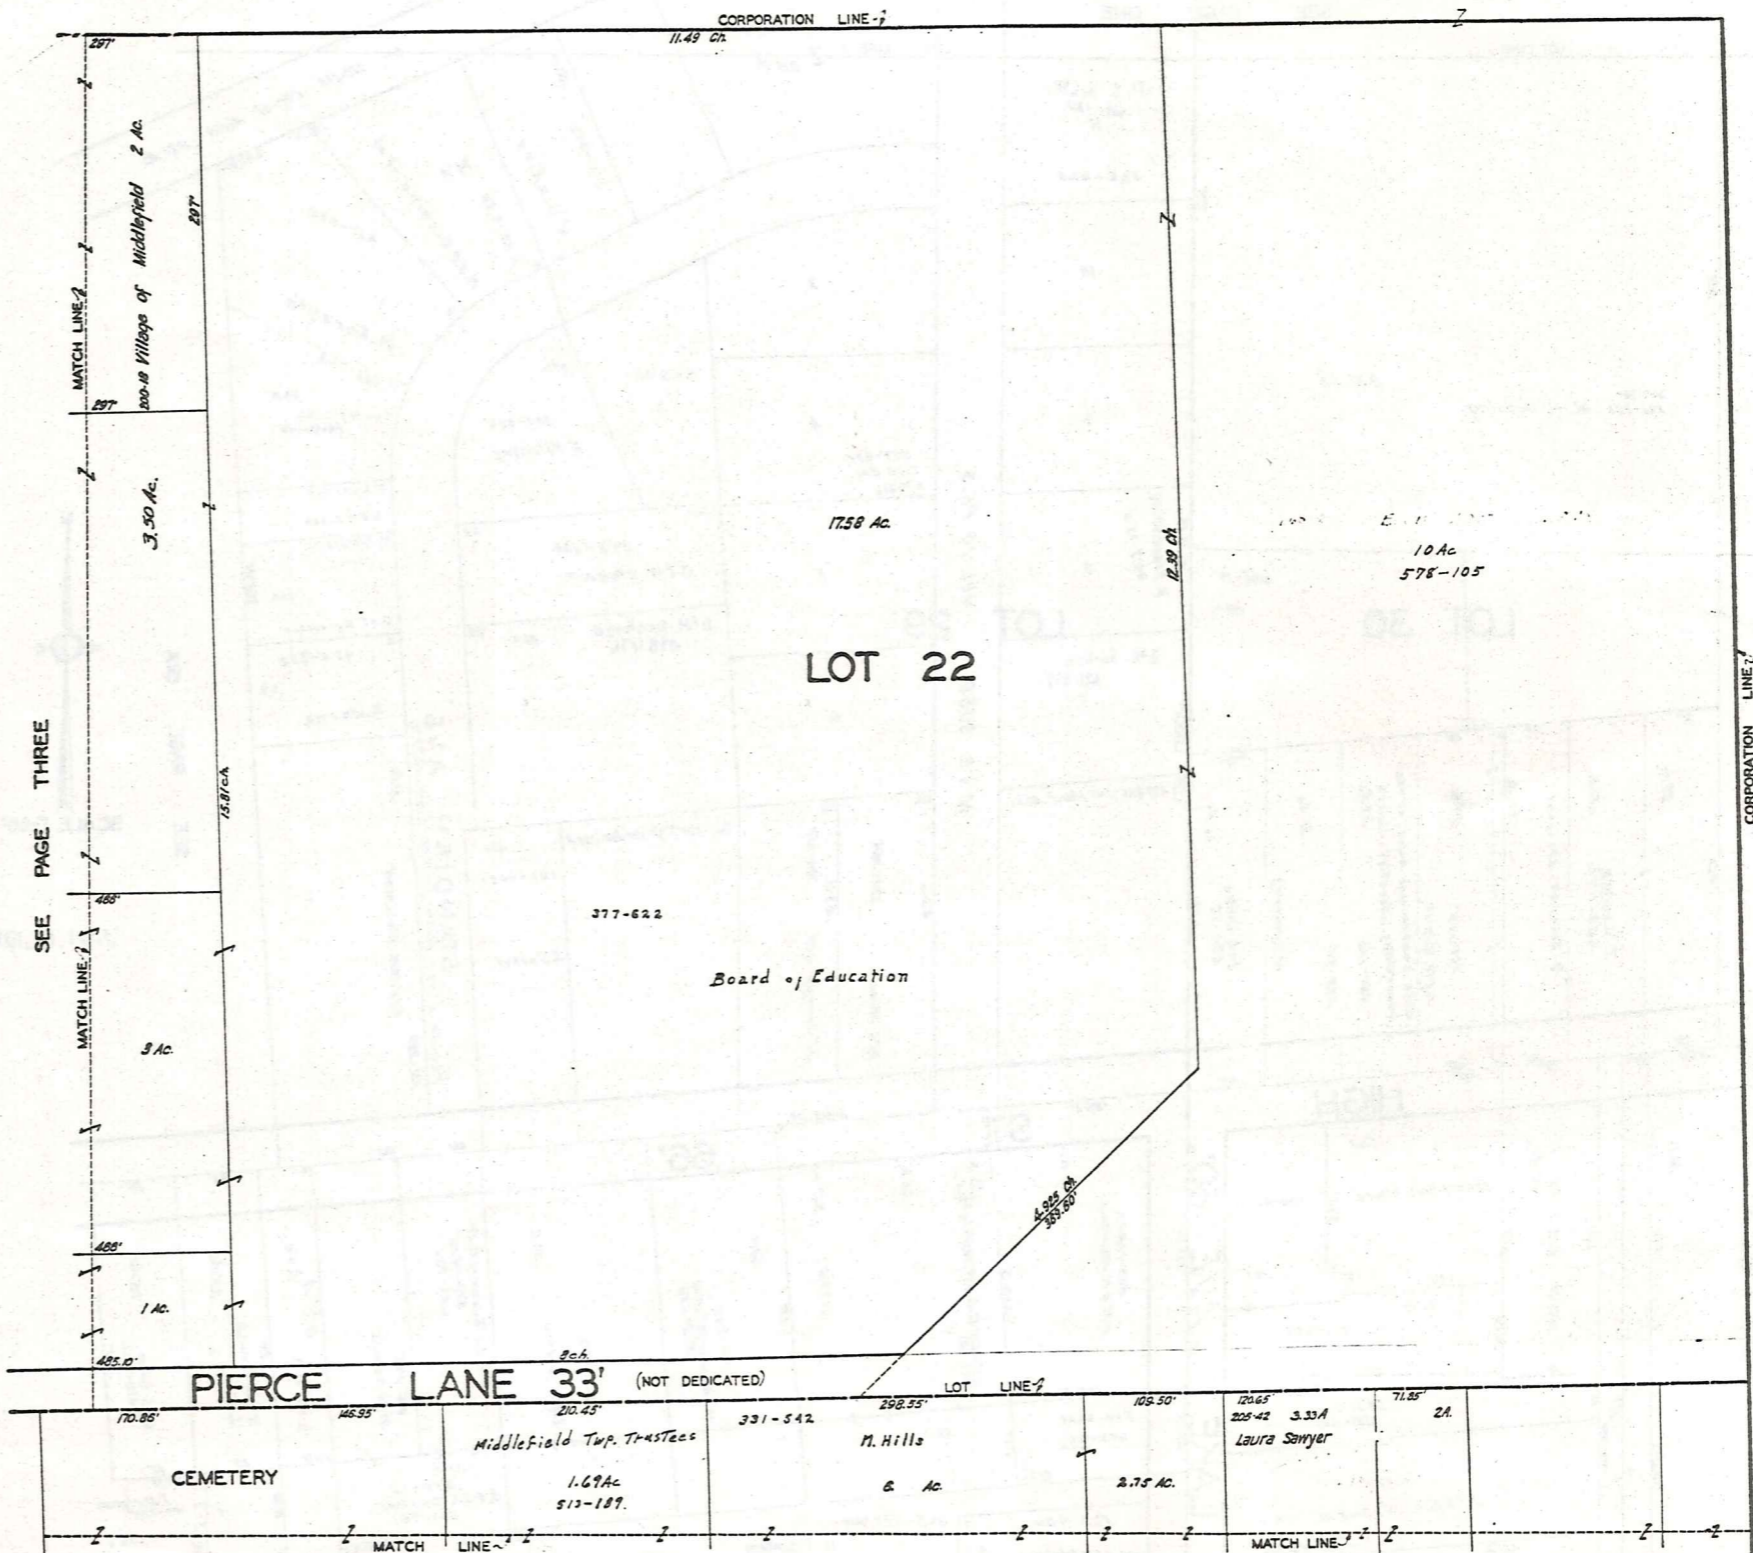 CORPORATION LINE
11.49 Ch.
297'
2 Ac.
200-18 Village of Middlefield
297'
MATCH LINE
297'
3.50 Ac.
17.58 Ac.
12.39 Ch.
10 Ac
578-105
LOT 22
CORPORATION LINE
SEE PAGE THREE
15.81 ch.
488'
377-622
MATCH LINE
Board of Education
3 Ac.
4.925 Ch.
488'
1 Ac.
485.10'
8 ch.
PIERCE LANE 33' (NOT DEDICATED)
LOT LINE
170.86' 146.95' 210.45' 331-542 298.55' 109.50' 120.65' 71.85'
205-42 3.33A 2A.
Middlefield Twp. Trustees N. Hills Laura Sawyer
CEMETERY 1.69Ac 6 Ac. 2.75 Ac.
513-189.
MATCH LINE MATCH LINE